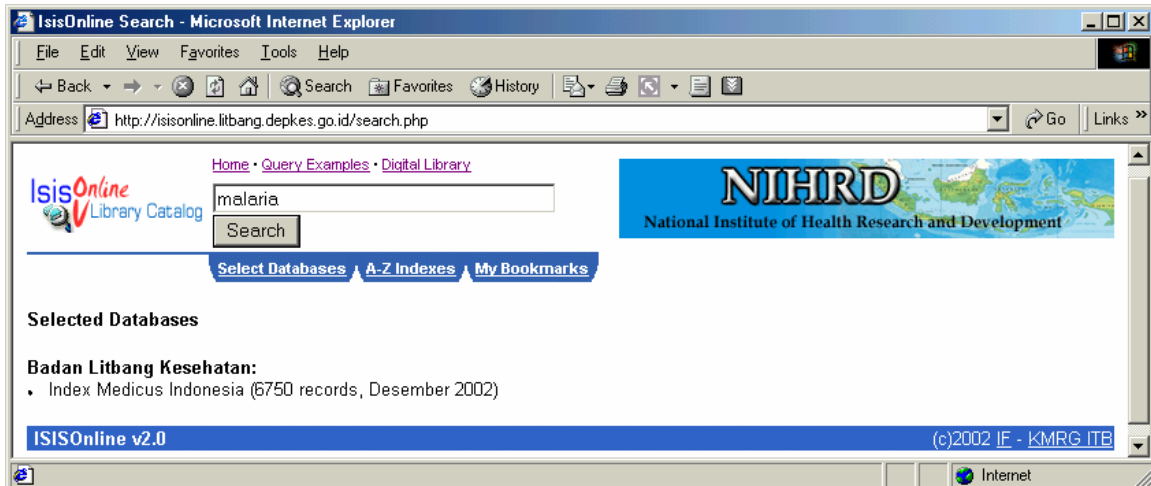 IsisOnline Search - Microsoft Internet Explorer
File Edit View Favorites Tools Help
Back Search Favorites History
Address http://isisonline.litbang.depkes.go.id/search.php Go Links »
Home • Query Examples • Digital Library
IsisOnline
Library Catalog
malaria
Search
NIHRD
National Institute of Health Research and Development
Select Databases A-Z Indexes My Bookmarks
Selected Databases
Badan Litbang Kesehatan:
• Index Medicus Indonesia (6750 records, Desember 2002)
ISISOnline v2.0 (c)2002 IF - KMRG ITB
Internet